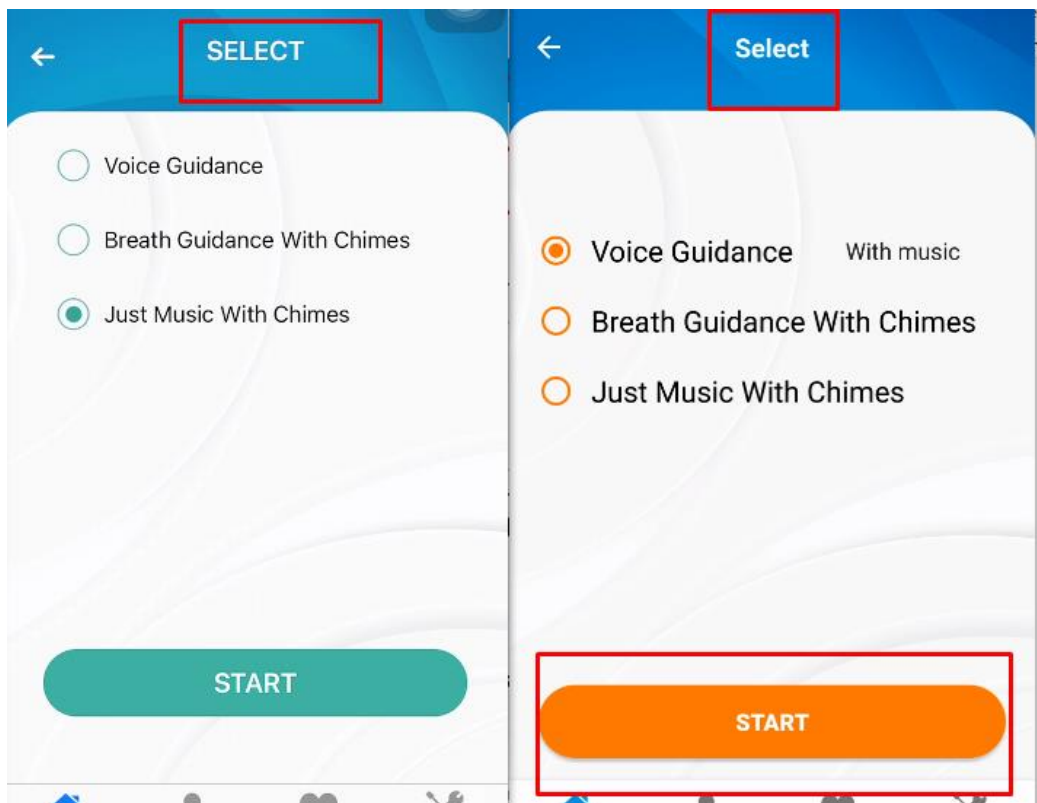 SELECT
Voice Guidance
Breath Guidance With Chimes
Just Music With Chimes
START
Select
Voice Guidance With music
Breath Guidance With Chimes
Just Music With Chimes
START